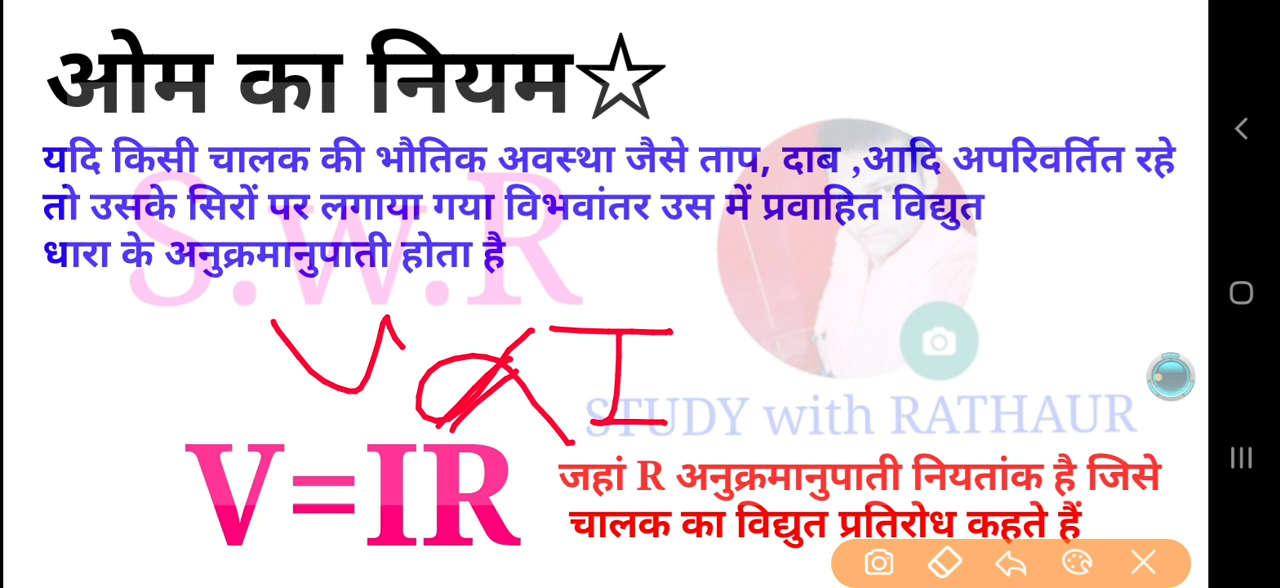 ओम का नियम☆
यदि किसी चालक की भौतिक अवस्था जैसे ताप, दाब ,आदि अपरिवर्तित रहे
तो उसके सिरों पर लगाया गया विभवांतर उस में प्रवाहित विद्युत
धारा के अनुक्रमानुपाती होता है
S.W.R
V α I
STUDY with RATHAUR
V=IR
जहां R अनुक्रमानुपाती नियतांक है जिसे
चालक का विद्युत प्रतिरोध कहते हैं